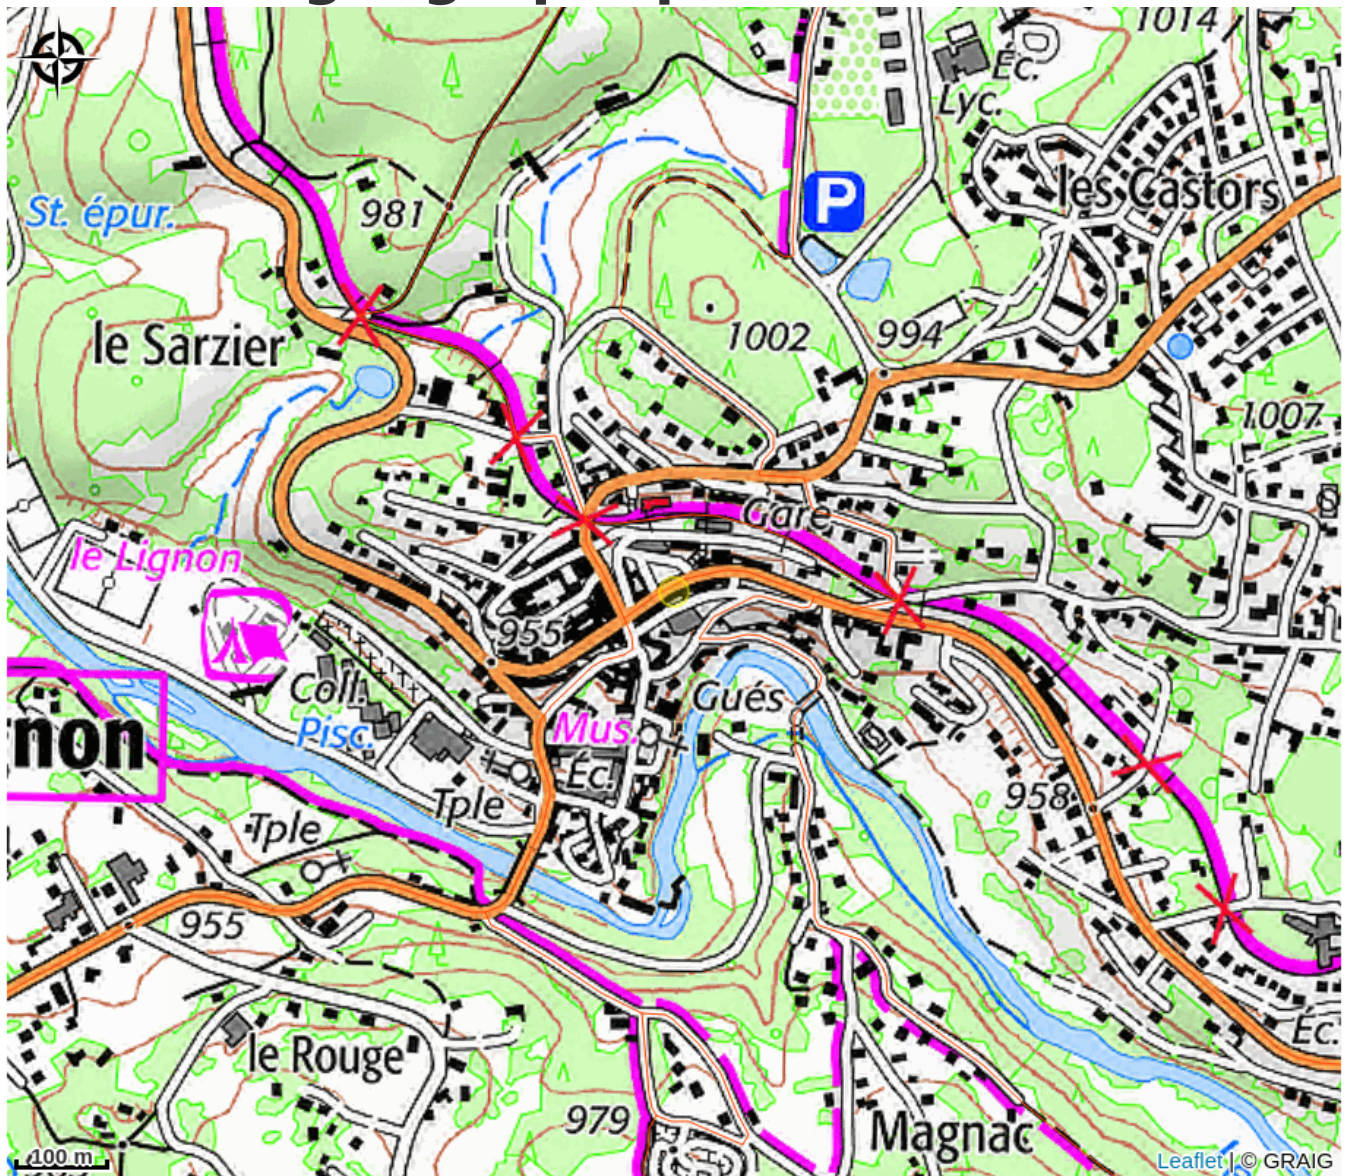 1014
Éc.
Lyc.
les Castors
P
St. épur.
981
le Sarzier
1002
994
1007
Gare
le Lignon
955
Coll.
Pisc.
Gués
Mus.
non
Éc.
958
Tple
Tple
955
Éc.
le Rouge
979
Magnac
100 m
Leaflet | © GRAIG